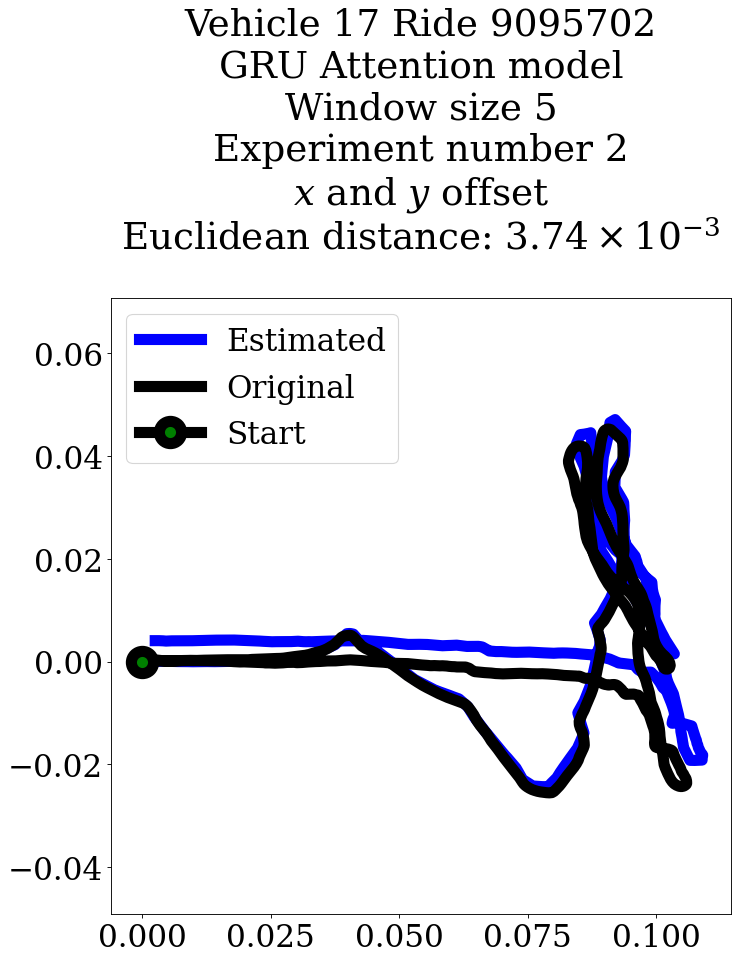 Vehicle 17 Ride 9095702
GRU Attention model
Window size 5
Experiment number 2
x and y offset
Euclidean distance: 3.74 × 10⁻³
Estimated
Original
Start
0.06
0.04
0.02
0.00
−0.02
−0.04
0.000 0.025 0.050 0.075 0.100